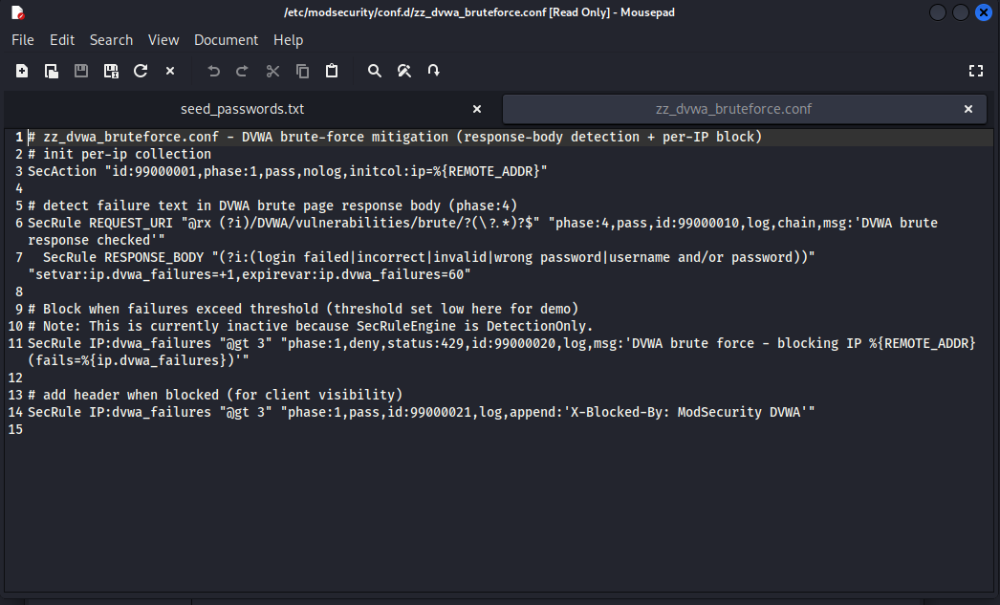 /etc/modsecurity/conf.d/zz_dvwa_bruteforce.conf [Read Only] - Mousepad
File Edit Search View Document Help
seed_passwords.txt
zz_dvwa_bruteforce.conf
1 # zz_dvwa_bruteforce.conf - DVWA brute-force mitigation (response-body detection + per-IP block)
2 # init per-ip collection
3 SecAction "id:99000001,phase:1,pass,nolog,initcol:ip=%{REMOTE_ADDR}"
4
5 # detect failure text in DVWA brute page response body (phase:4)
6 SecRule REQUEST_URI "@rx (?i)/DVWA/vulnerabilities/brute/?(\?.*)?$" "phase:4,pass,id:99000010,log,chain,msg:'DVWA brute
response checked'"
7   SecRule RESPONSE_BODY "(?i:(login failed|incorrect|invalid|wrong password|username and/or password))"
"setvar:ip.dvwa_failures=+1,expirevar:ip.dvwa_failures=60"
8
9 # Block when failures exceed threshold (threshold set low here for demo)
10 # Note: This is currently inactive because SecRuleEngine is DetectionOnly.
11 SecRule IP:dvwa_failures "@gt 3" "phase:1,deny,status:429,id:99000020,log,msg:'DVWA brute force - blocking IP %{REMOTE_ADDR}
(fails=%{ip.dvwa_failures})'"
12
13 # add header when blocked (for client visibility)
14 SecRule IP:dvwa_failures "@gt 3" "phase:1,pass,id:99000021,log,append:'X-Blocked-By: ModSecurity DVWA'"
15